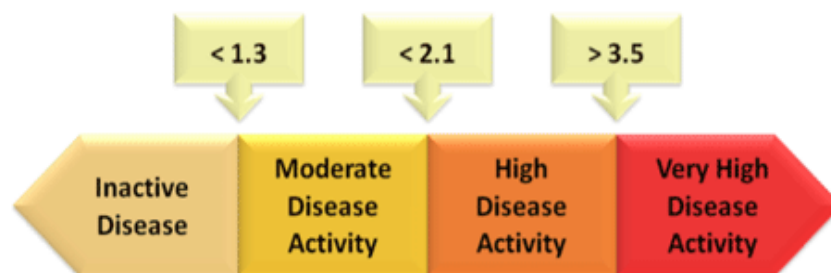 < 1.3
< 2.1
> 3.5
Inactive
Disease
Moderate
Disease
Activity
High
Disease
Activity
Very High
Disease
Activity